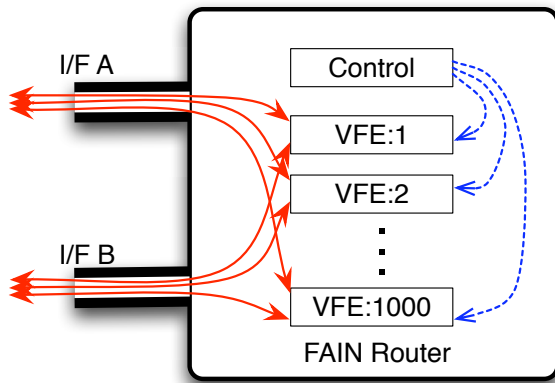 I/F A
Control
VFE:1
VFE:2
I/F B
VFE:1000
FAIN Router